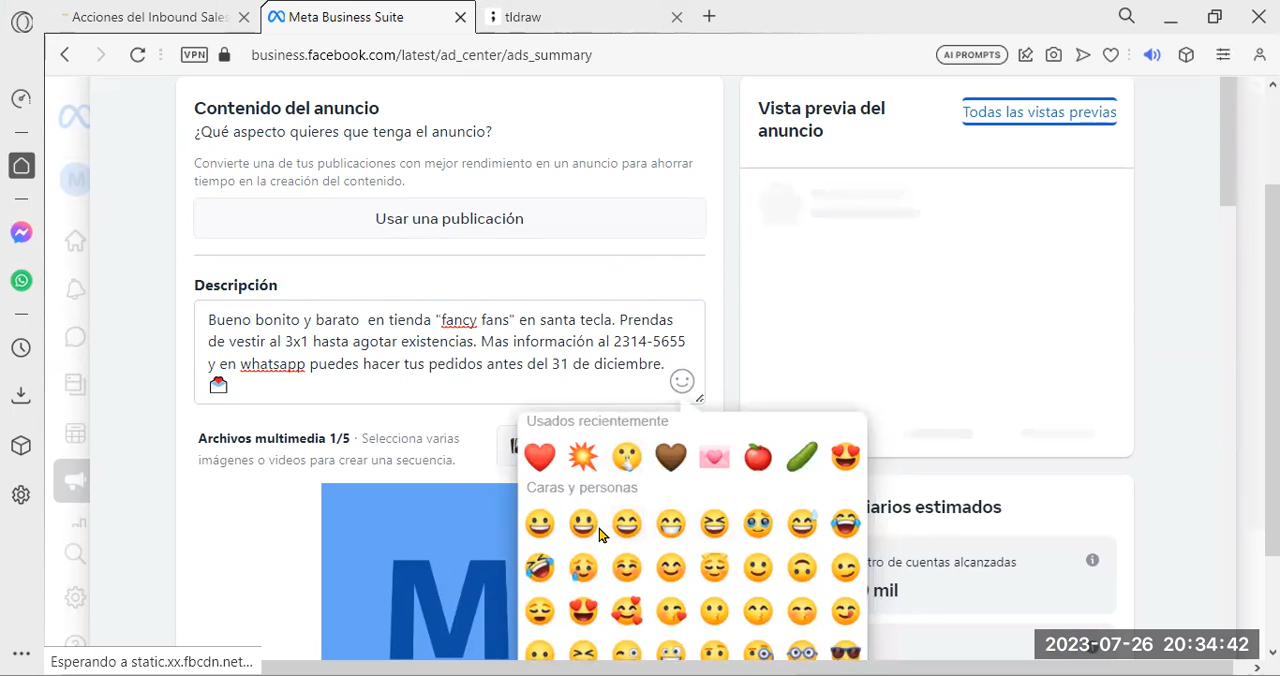 Acciones del Inbound Sales
Meta Business Suite
tldraw
VPN
business.facebook.com/latest/ad_center/ads_summary
AI PROMPTS
Contenido del anuncio
¿Qué aspecto quieres que tenga el anuncio?
Convierte una de tus publicaciones con mejor rendimiento en un anuncio para ahorrar
tiempo en la creación del contenido.
Usar una publicación
Vista previa del
anuncio
Todas las vistas previas
Descripción
Bueno bonito y barato  en tienda "fancy fans" en santa tecla. Prendas
de vestir al 3x1 hasta agotar existencias. Mas información al 2314-5655
y en whatsapp puedes hacer tus pedidos antes del 31 de diciembre.
Archivos multimedia 1/5 · Selecciona varias
imágenes o videos para crear una secuencia.
Usados recientemente
Caras y personas
M
iarios estimados
tro de cuentas alcanzadas
mil
Esperando a static.xx.fbcdn.net...
2023-07-26 20:34:42